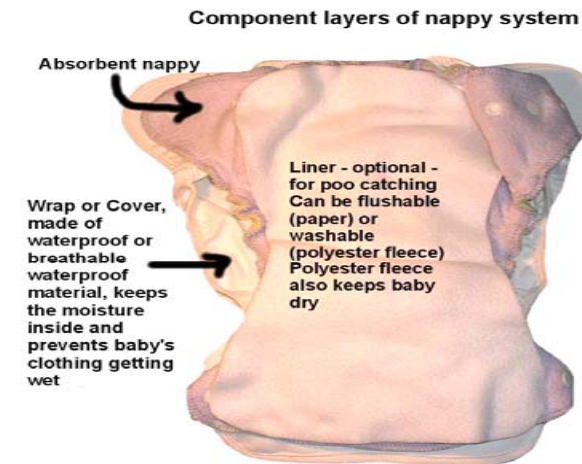 Component layers of nappy system
Absorbent nappy
Liner - optional -
for poo catching
Can be flushable
(paper) or
washable
(polyester fleece)
Polyester fleece
also keeps baby
dry
Wrap or Cover,
made of
waterproof or
breathable
waterproof
material, keeps
the moisture
inside and
prevents baby's
clothing getting
wet